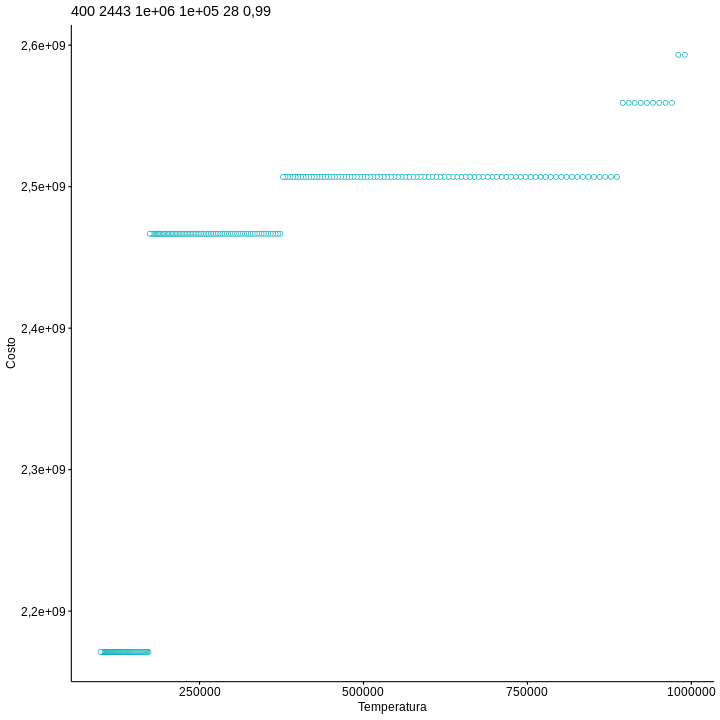 400 2443 1e+06 1e+05 28 0,99
2,6e+09
2,5e+09
2,4e+09
2,3e+09
2,2e+09
Costo
250000 500000 750000 1000000
Temperatura